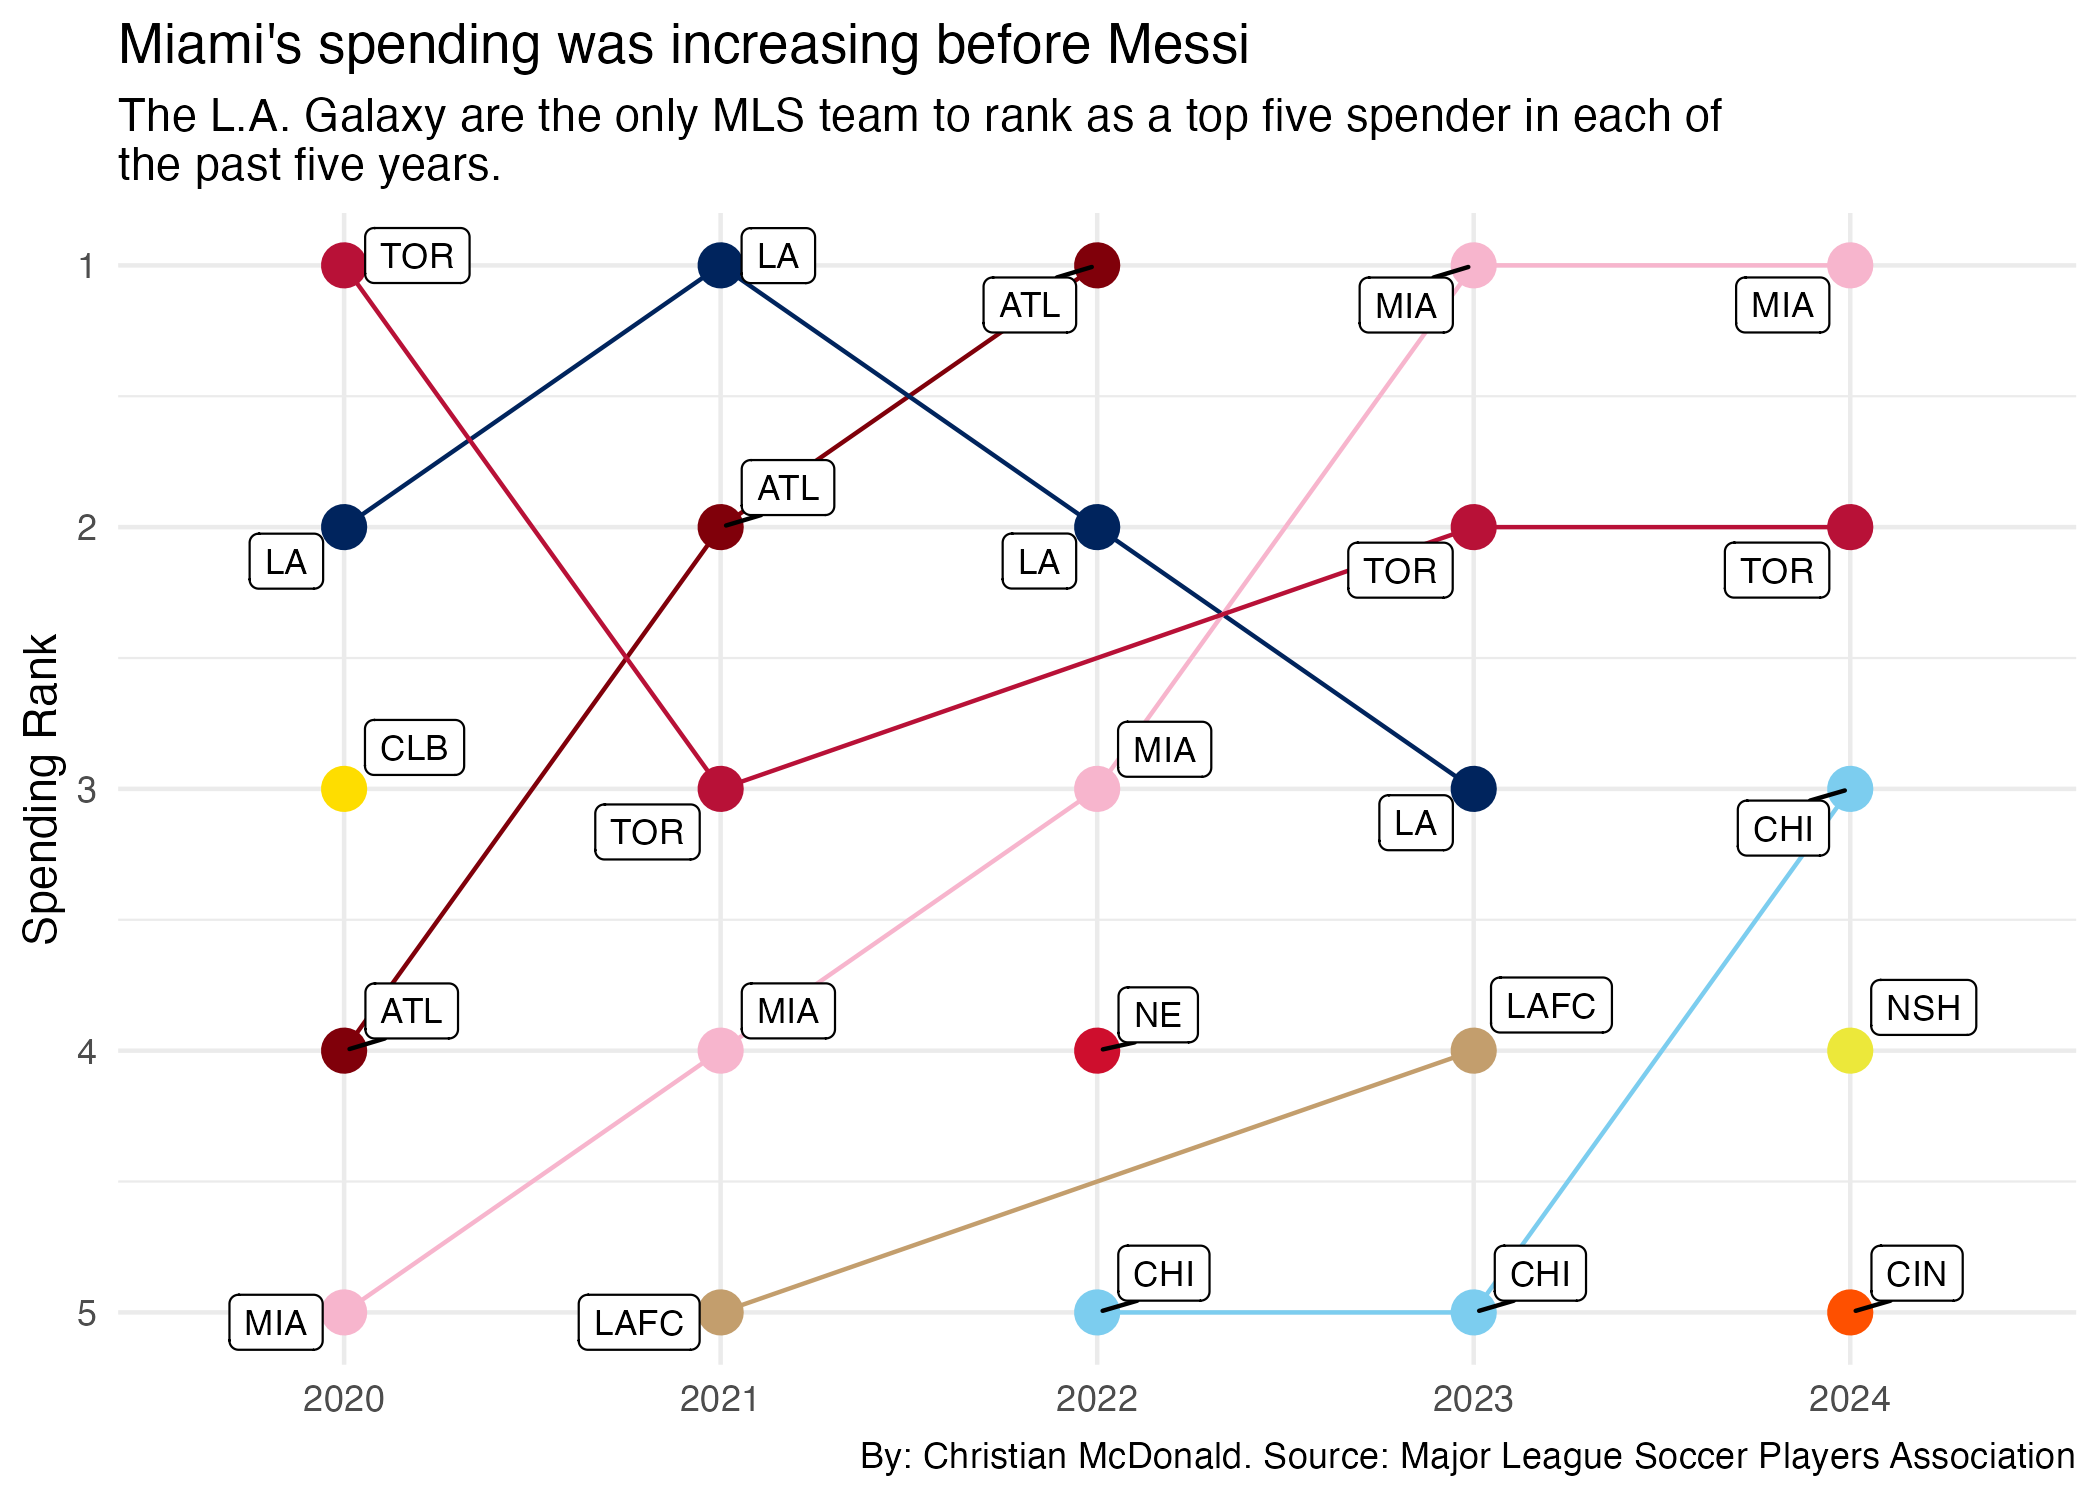 Miami's spending was increasing before Messi
The L.A. Galaxy are the only MLS team to rank as a top five spender in each of
the past five years.
Spending Rank
1
TOR
LA
ATL
MIA
MIA
2
LA
ATL
LA
TOR
TOR
3
CLB
TOR
MIA
LA
CHI
4
ATL
MIA
NE
LAFC
NSH
5
MIA
LAFC
CHI
CHI
CIN
2020
2021
2022
2023
2024
By: Christian McDonald. Source: Major League Soccer Players Association